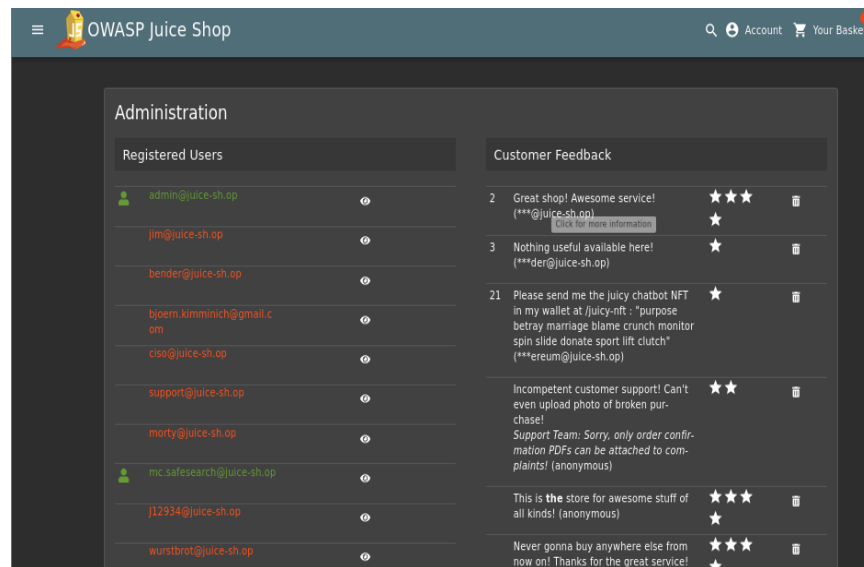 OWASP Juice Shop
Account
Your Baske
Administration
Registered Users
admin@juice-sh.op
jim@juice-sh.op
bender@juice-sh.op
bjoern.kimminich@gmail.c
om
ciso@juice-sh.op
support@juice-sh.op
morty@juice-sh.op
mc.safesearch@juice-sh.op
J12934@juice-sh.op
wurstbrot@juice-sh.op
Customer Feedback
2 Great shop! Awesome service!
(***@juice-sh.op)
Click for more information
3 Nothing useful available here!
(***der@juice-sh.op)
21 Please send me the juicy chatbot NFT
in my wallet at /juicy-nft : "purpose
betray marriage blame crunch monitor
spin slide donate sport lift clutch"
(***ereum@juice-sh.op)
Incompetent customer support! Can't
even upload photo of broken pur-
chase!
Support Team: Sorry, only order confir-
mation PDFs can be attached to com-
plaints! (anonymous)
This is the store for awesome stuff of
all kinds! (anonymous)
Never gonna buy anywhere else from
now on! Thanks for the great service!